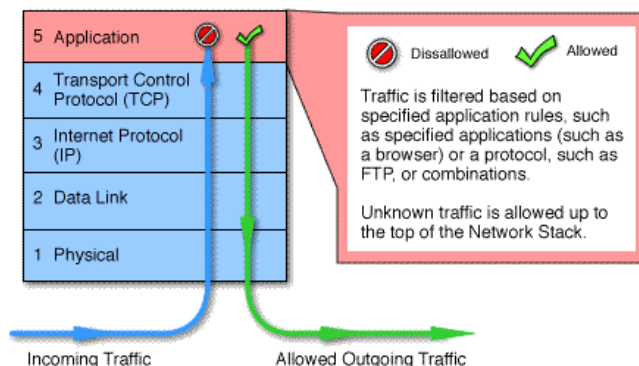 5 Application
4 Transport Control
Protocol (TCP)
3 Internet Protocol
(IP)
2 Data Link
1 Physical
Incoming Traffic
Allowed Outgoing Traffic
Disallowed
Allowed
Traffic is filtered based on
specified application rules, such
as specified applications (such as
a browser) or a protocol, such as
FTP, or combinations.
Unknown traffic is allowed up to
the top of the Network Stack.